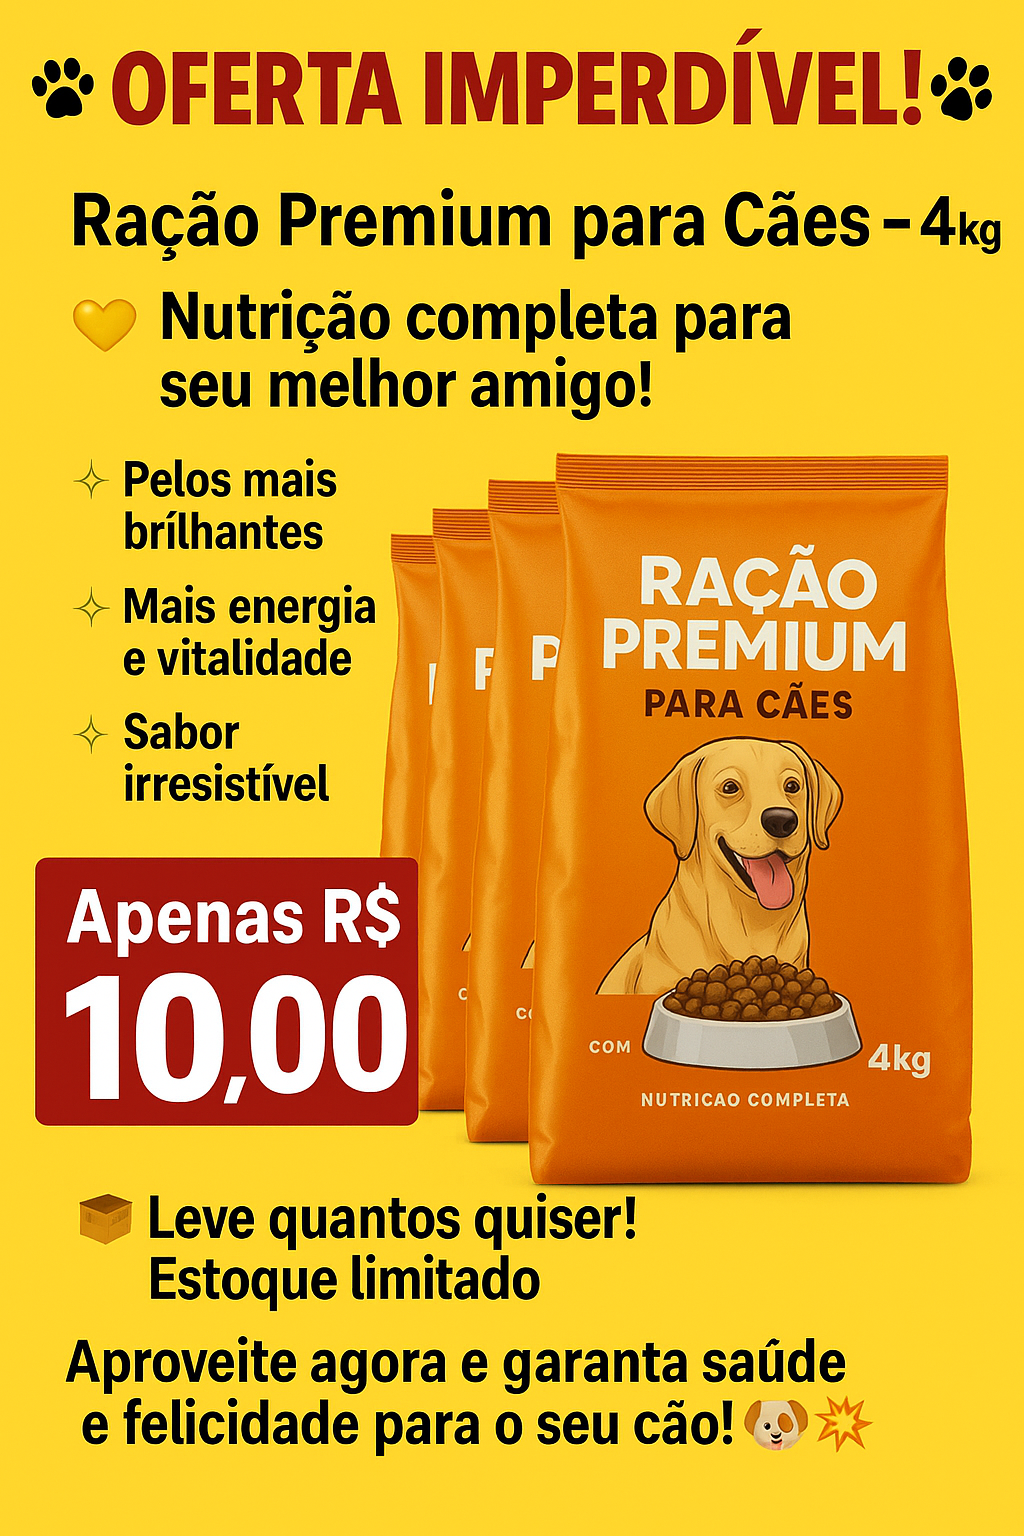 OFERTA IMPERDÍVEL!
Ração Premium para Cães – 4kg
Nutrição completa para
seu melhor amigo!
Pelos mais
brílhantes
Mais energia
e vitalidade
Sabor
irresistível
RAÇÃO
PREMIUM
PARA CÃES
COM
4kg
NUTRICAO COMPLETA
Apenas R$
10,00
Leve quantos quiser!
Estoque limitado
Aproveite agora e garanta saúde
e felicidade para o seu cão!